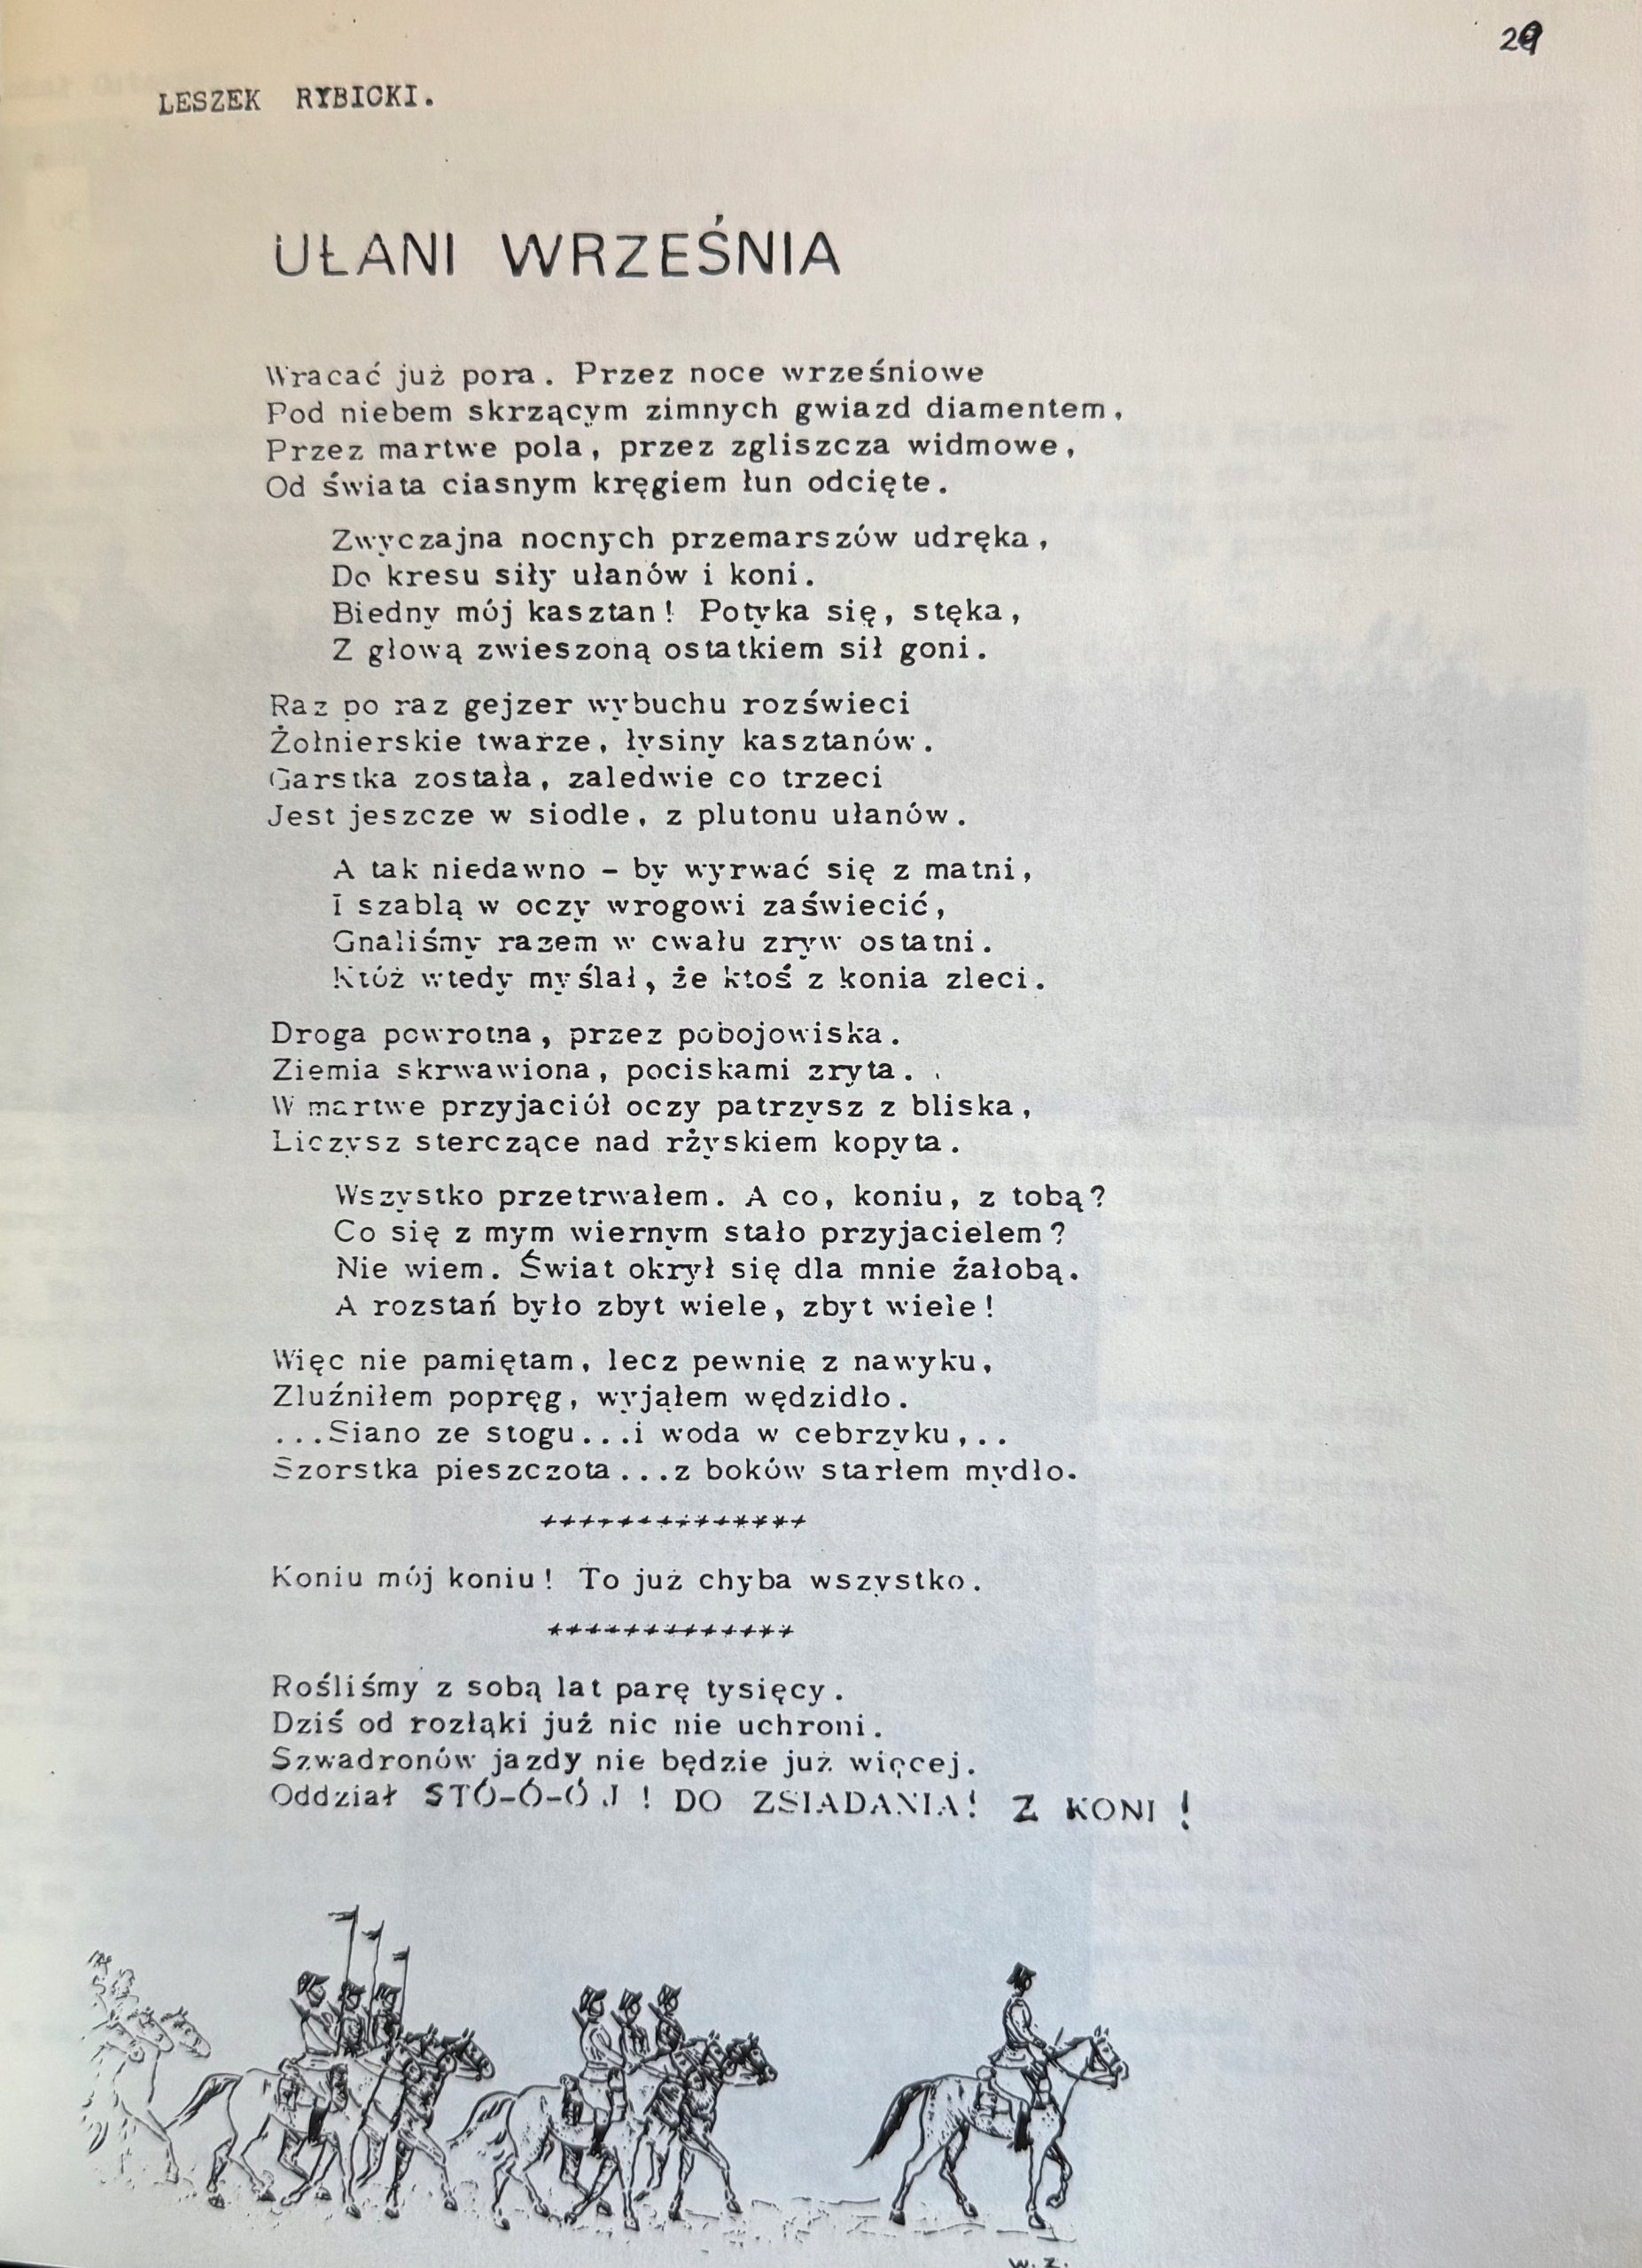 29
LESZEK RYBICKI.
UŁANI WRZEŚNIA
Wracać już pora. Przez noce wrześniowe
Pod niebem skrzącym zimnych gwiazd diamentem,
Przez martwe pola, przez zgliszcza widmowe,
Od świata ciasnym kręgiem łun odcięte.
Zwyczajna nocnych przemarszów udręka,
Do kresu siły ułanów i koni.
Biedny mój kasztan! Potyka się, stęka,
Z głową zwieszoną ostatkiem sił goni.
Raz po raz gejzer wybuchu rozświeci
Żołnierskie twarze, łysiny kasztanów.
Garstka została, zaledwie co trzeci
Jest jeszcze w siodle, z plutonu ułanów.
A tak niedawno - by wyrwać się z matni,
I szablą w oczy wrogowi zaświecić,
Gnaliśmy razem w cwału zryw ostatni.
Któż wtedy myślał, że ktoś z konia zleci.
Droga powrotna, przez pobojowiska.
Ziemia skrwawiona, pociskami zryta.
W martwe przyjaciół oczy patrzysz z bliska,
Liczysz sterczące nad rżyskiem kopyta.
Wszystko przetrwałem. A co, koniu, z tobą?
Co się z mym wiernym stało przyjacielem?
Nie wiem. Świat okrył się dla mnie żałobą.
A rozstań było zbyt wiele, zbyt wiele!
Więc nie pamiętam, lecz pewnie z nawyku,
Zluźniłem popręg, wyjąłem wędzidło.
...Siano ze stogu...i woda w cebrzyku,..
Szorstka pieszczota...z boków starłem mydło.
++++++++++++++
Koniu mój koniu! To już chyba wszystko.
+++++++++++++
Rośliśmy z sobą lat parę tysięcy.
Dziś od rozłąki już nic nie uchroni.
Szwadronów jazdy nie będzie już więcej.
Oddział STÓ-Ó-Ó J ! DO ZSIADANIA! Z KONI !
W. Z.